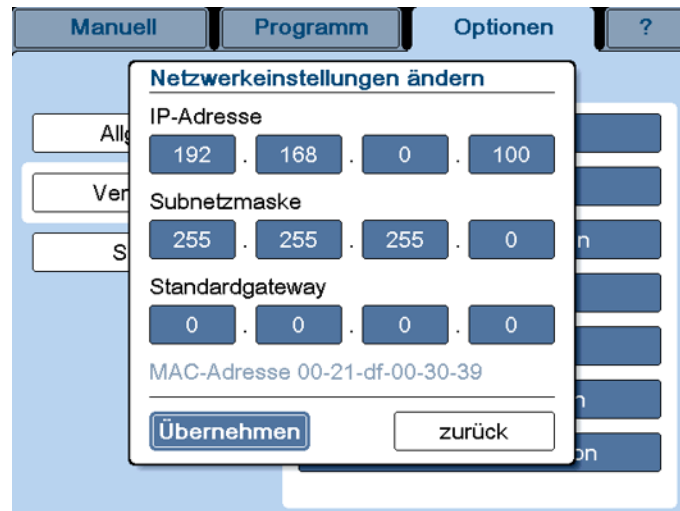 Manuell Programm Optionen ?
Netzwerkeinstellungen ändern
IP-Adresse
192 . 168 . 0 . 100
Subnetzmaske
255 . 255 . 255 . 0
Standardgateway
0 . 0 . 0 . 0
MAC-Adresse 00-21-df-00-30-39
Übernehmen zurück